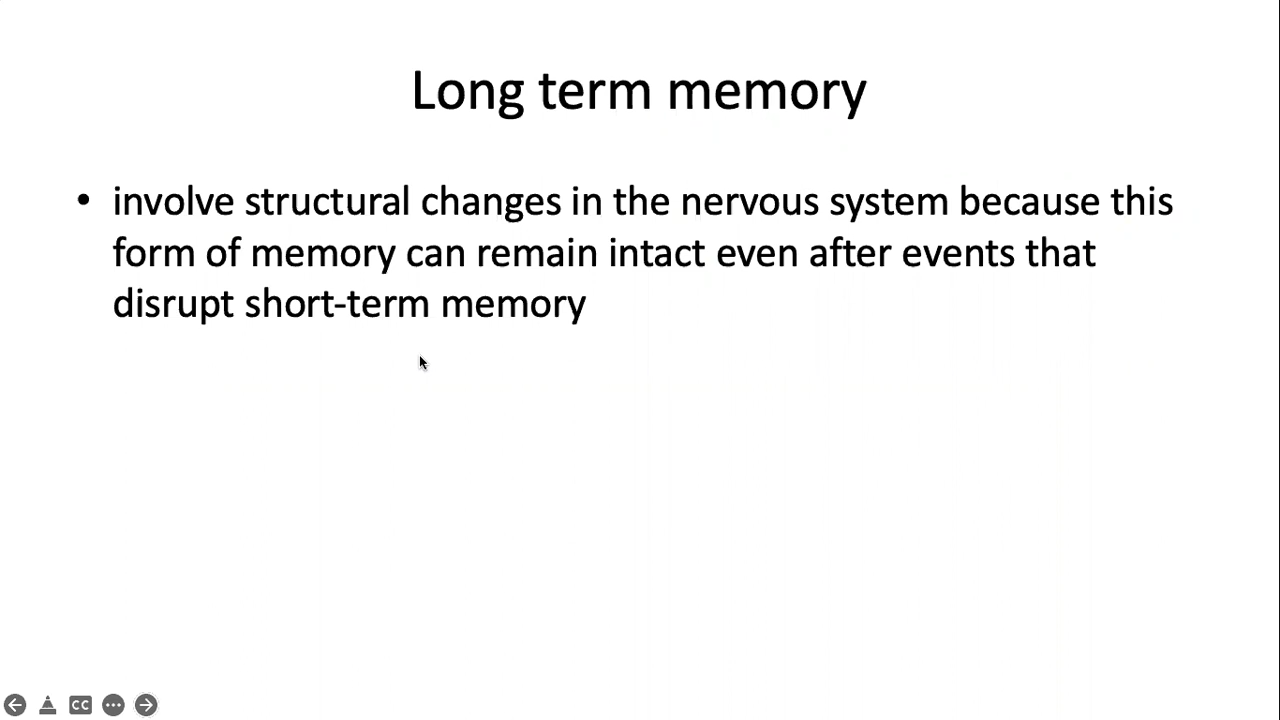 Long term memory
• involve structural changes in the nervous system because this
form of memory can remain intact even after events that
disrupt short-term memory
CC